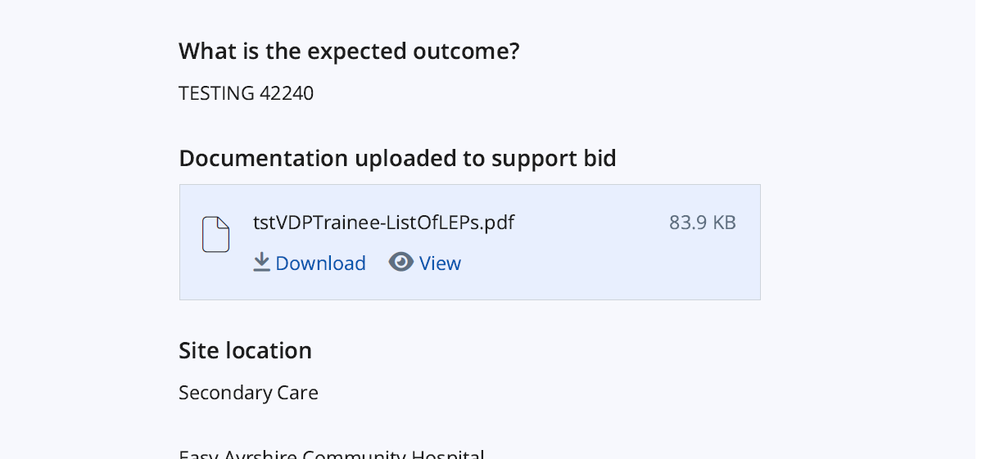 What is the expected outcome?
TESTING 42240
Documentation uploaded to support bid
tstVDPTrainee-ListOfLEPs.pdf 83.9 KB
Download View
Site location
Secondary Care
Easy Ayrshire Community Hospital